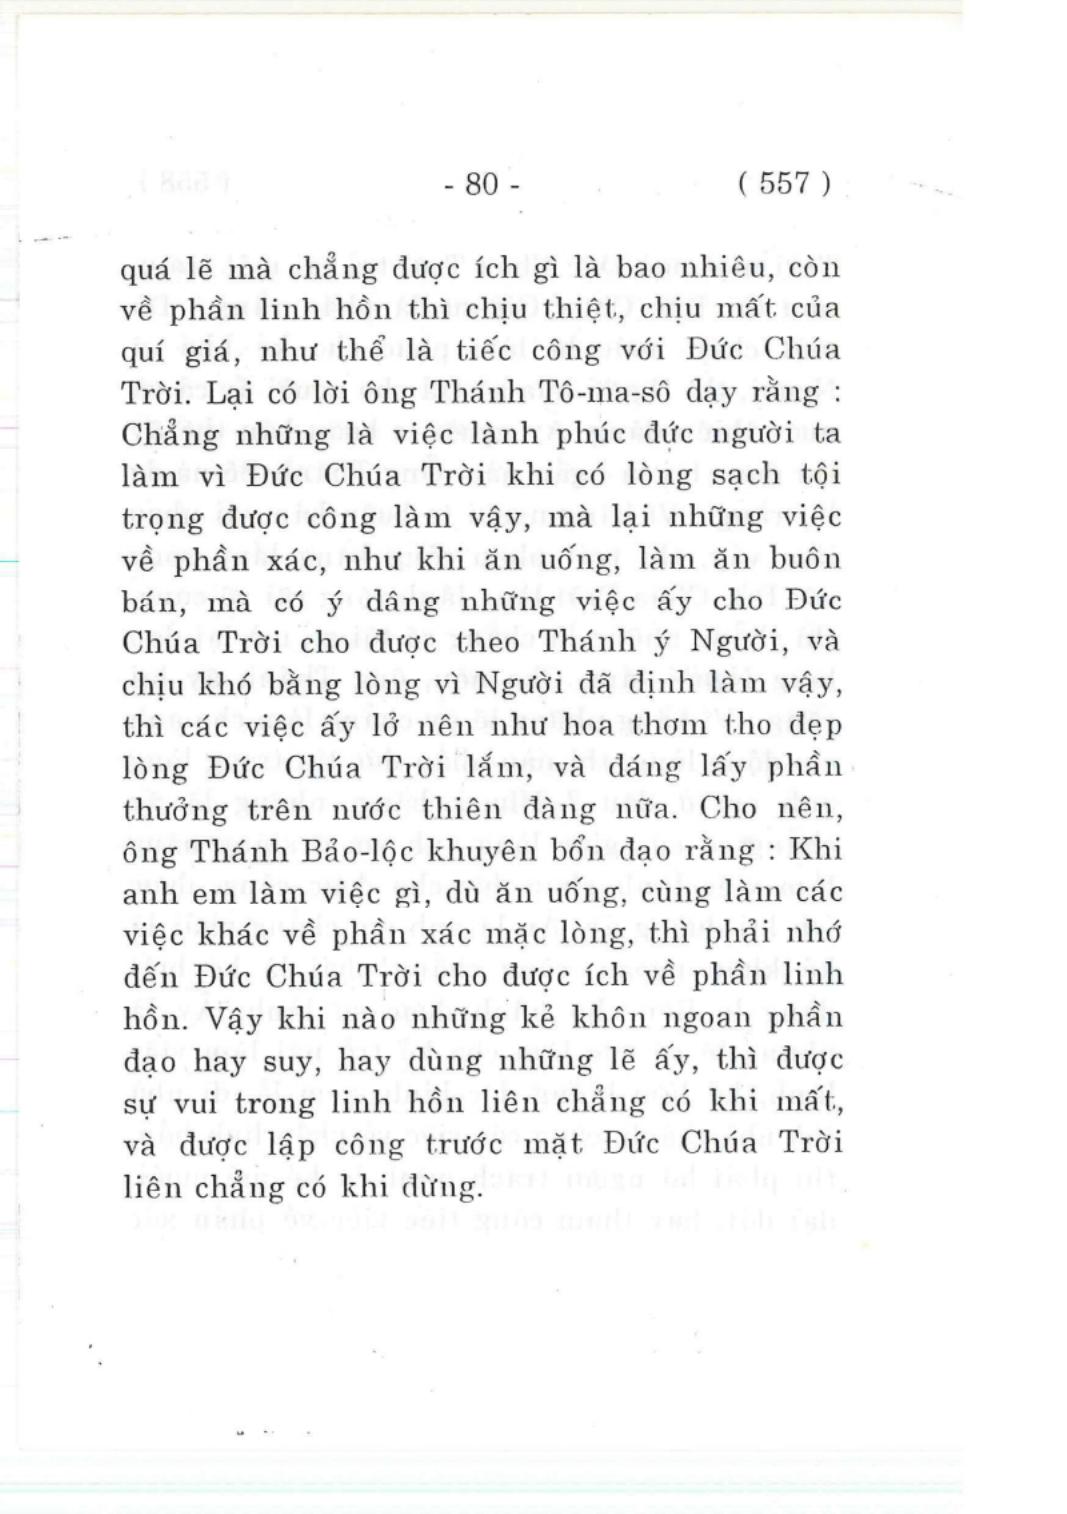 - 80 - ( 557 )
quá lẽ mà chẳng được ích gì là bao nhiêu, còn
về phần linh hồn thì chịu thiệt, chịu mất của
quí giá, như thể là tiếc công với Đức Chúa
Trời. Lại có lời ông Thánh Tô-ma-sô dạy rằng :
Chẳng những là việc lành phúc đức người ta
làm vì Đức Chúa Trời khi có lòng sạch tội
trọng được công làm vậy, mà lại những việc
về phần xác, như khi ăn uống, làm ăn buôn
bán, mà có ý dâng những việc ấy cho Đức
Chúa Trời cho được theo Thánh ý Người, và
chịu khó bằng lòng vì Người đã định làm vậy,
thì các việc ấy lở nên như hoa thơm tho đẹp
lòng Đức Chúa Trời lắm, và đáng lấy phần
thưởng trên nước thiên đàng nữa. Cho nên,
ông Thánh Bảo-lộc khuyên bổn đạo rằng : Khi
anh em làm việc gì, dù ăn uống, cùng làm các
việc khác về phần xác mặc lòng, thì phải nhớ
đến Đức Chúa Trời cho được ích về phần linh
hồn. Vậy khi nào những kẻ khôn ngoan phần
đạo hay suy, hay dùng những lẽ ấy, thì được
sự vui trong linh hồn liên chẳng có khi mất,
và được lập công trước mặt Đức Chúa Trời
liên chẳng có khi đừng.